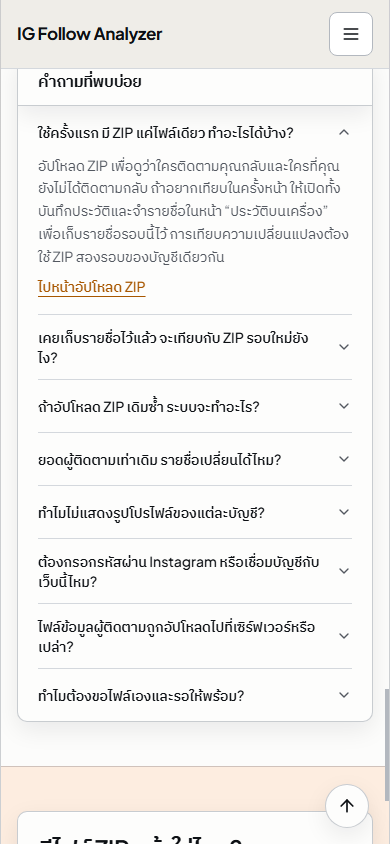 IG Follow Analyzer
คำถามที่พบบ่อย
ใช้ครั้งแรก มี ZIP แค่ไฟล์เดียว ทำอะไรได้บ้าง?
อัปโหลด ZIP เพื่อดูว่าใครติดตามคุณกลับและใครที่คุณ
ยังไม่ได้ติดตามกลับ ถ้าอยากเทียบในครั้งหน้า ให้เปิดทั้ง
บันทึกประวัติและจำรายชื่อในหน้า “ประวัติบนเครื่อง”
เพื่อเก็บรายชื่อรอบนี้ไว้ การเทียบความเปลี่ยนแปลงต้อง
ใช้ ZIP สองรอบของบัญชีเดียวกัน
ไปหน้าอัปโหลด ZIP
เคยเก็บรายชื่อไว้แล้ว จะเทียบกับ ZIP รอบใหม่ยัง
ไง?
ถ้าอัปโหลด ZIP เดิมซ้ำ ระบบจะทำอะไร?
ยอดผู้ติดตามเท่าเดิม รายชื่อเปลี่ยนได้ไหม?
ทำไมไม่แสดงรูปโปรไฟล์ของแต่ละบัญชี?
ต้องกรอกรหัสผ่าน Instagram หรือเชื่อมบัญชีกับ
เว็บนี้ไหม?
ไฟล์ข้อมูลผู้ติดตามถูกอัปโหลดไปที่เซิร์ฟเวอร์หรือ
เปล่า?
ทำไมต้องขอไฟล์เองและรอให้พร้อม?